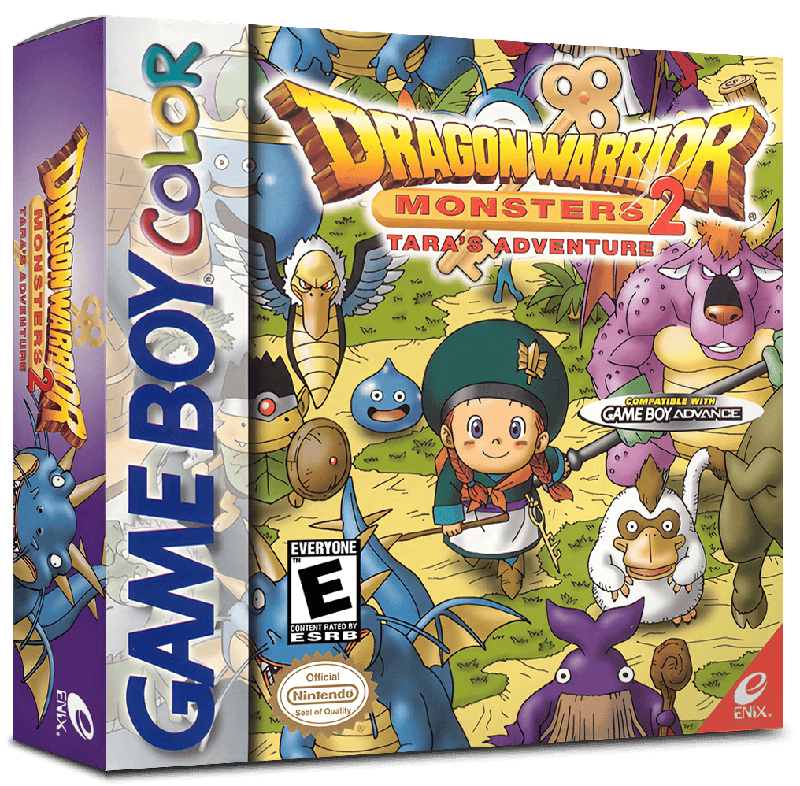 DRAGON WARRIOR
MONSTERS 2
TARA'S ADVENTURE
ENIX®
GAME BOY COLOR
®
DRAGON WARRIOR
MONSTERS 2
®
TARA'S ADVENTURE
COMPATIBLE WITH
GAME BOY ADVANCE
EVERYONE
™
E
CONTENT RATED BY
ESRB
Official
Nintendo
Seal of Quality
e
ENIX®